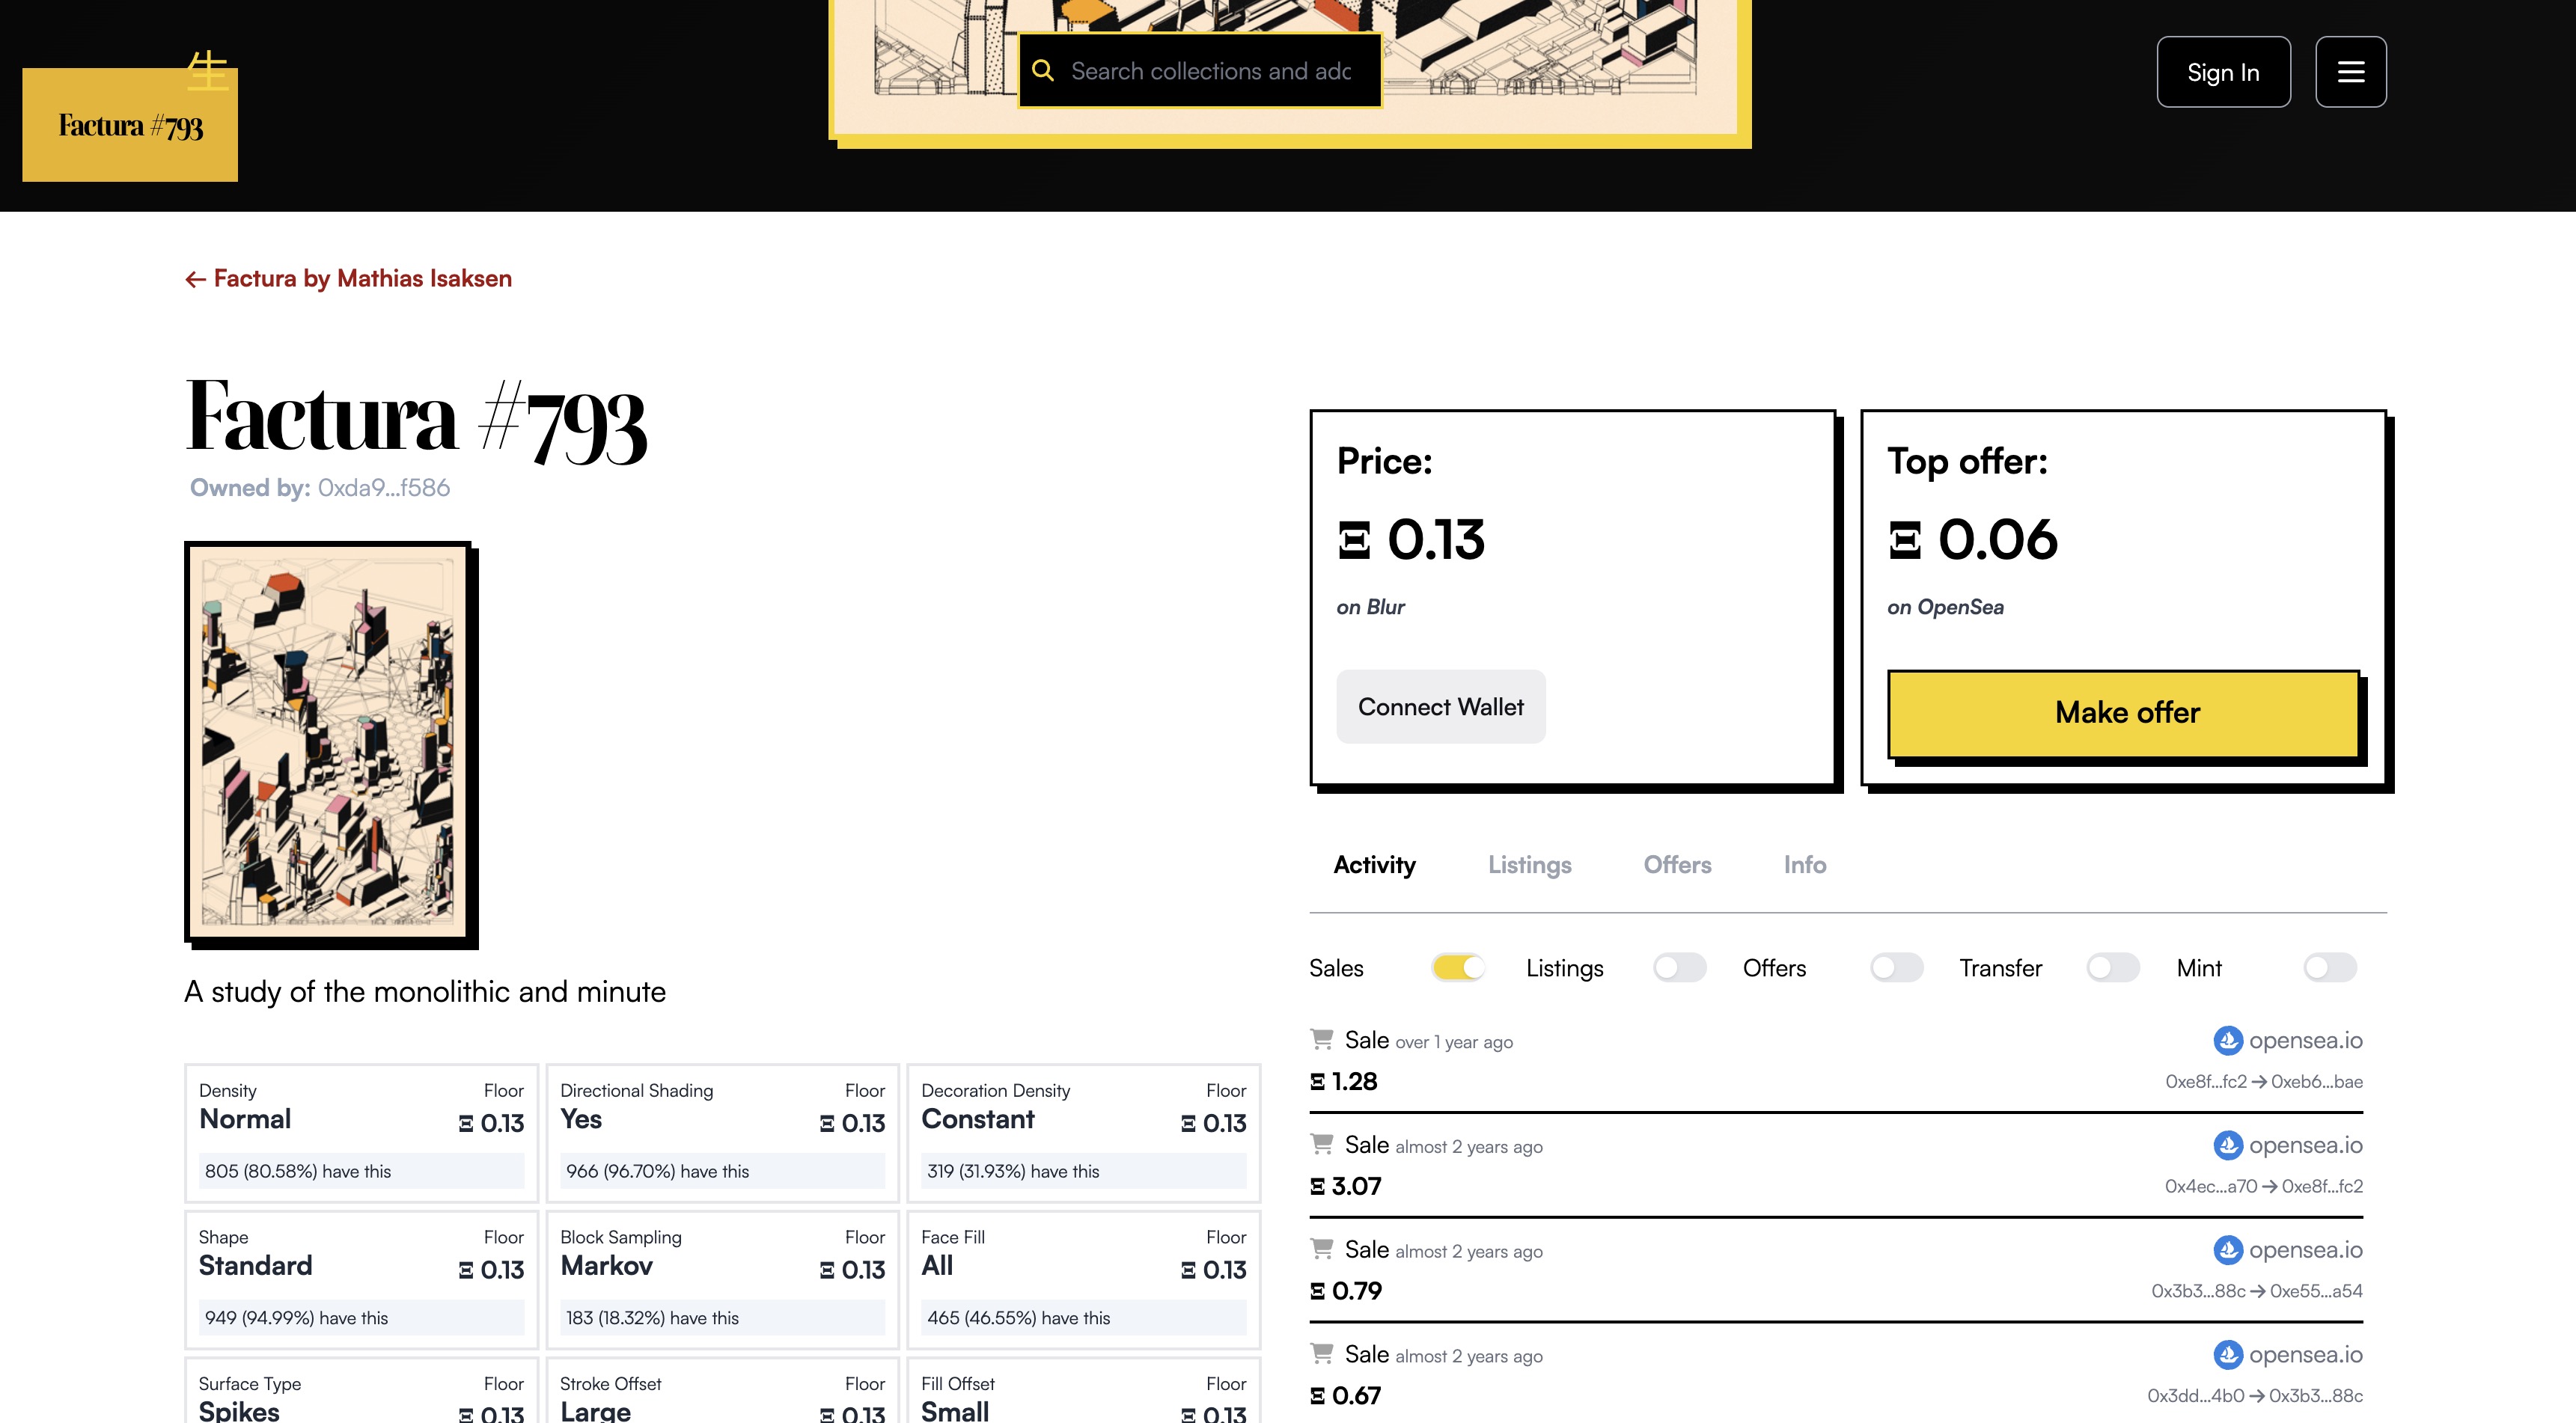 生
Factura #793
Search collections and adc
Sign In
← Factura by Mathias Isaksen
Factura #793
Owned by: 0xda9...f586
A study of the monolithic and minute
Density Floor
Normal Ξ 0.13
805 (80.58%) have this
Directional Shading Floor
Yes Ξ 0.13
966 (96.70%) have this
Decoration Density Floor
Constant Ξ 0.13
319 (31.93%) have this
Shape Floor
Standard Ξ 0.13
949 (94.99%) have this
Block Sampling Floor
Markov Ξ 0.13
183 (18.32%) have this
Face Fill Floor
All Ξ 0.13
465 (46.55%) have this
Surface Type Floor
Spikes Ξ 0.13
Stroke Offset Floor
Large Ξ 0.13
Fill Offset Floor
Small Ξ 0.13
Price:
Ξ 0.13
on Blur
Connect Wallet
Top offer:
Ξ 0.06
on OpenSea
Make offer
Activity Listings Offers Info
Sales Listings Offers Transfer Mint
Sale over 1 year ago opensea.io
Ξ 1.28 0xe8f...fc2 → 0xeb6...bae
Sale almost 2 years ago opensea.io
Ξ 3.07 0x4ec...a70 → 0xe8f...fc2
Sale almost 2 years ago opensea.io
Ξ 0.79 0x3b3...88c → 0xe55...a54
Sale almost 2 years ago opensea.io
Ξ 0.67 0x3dd...4b0 → 0x3b3...88c